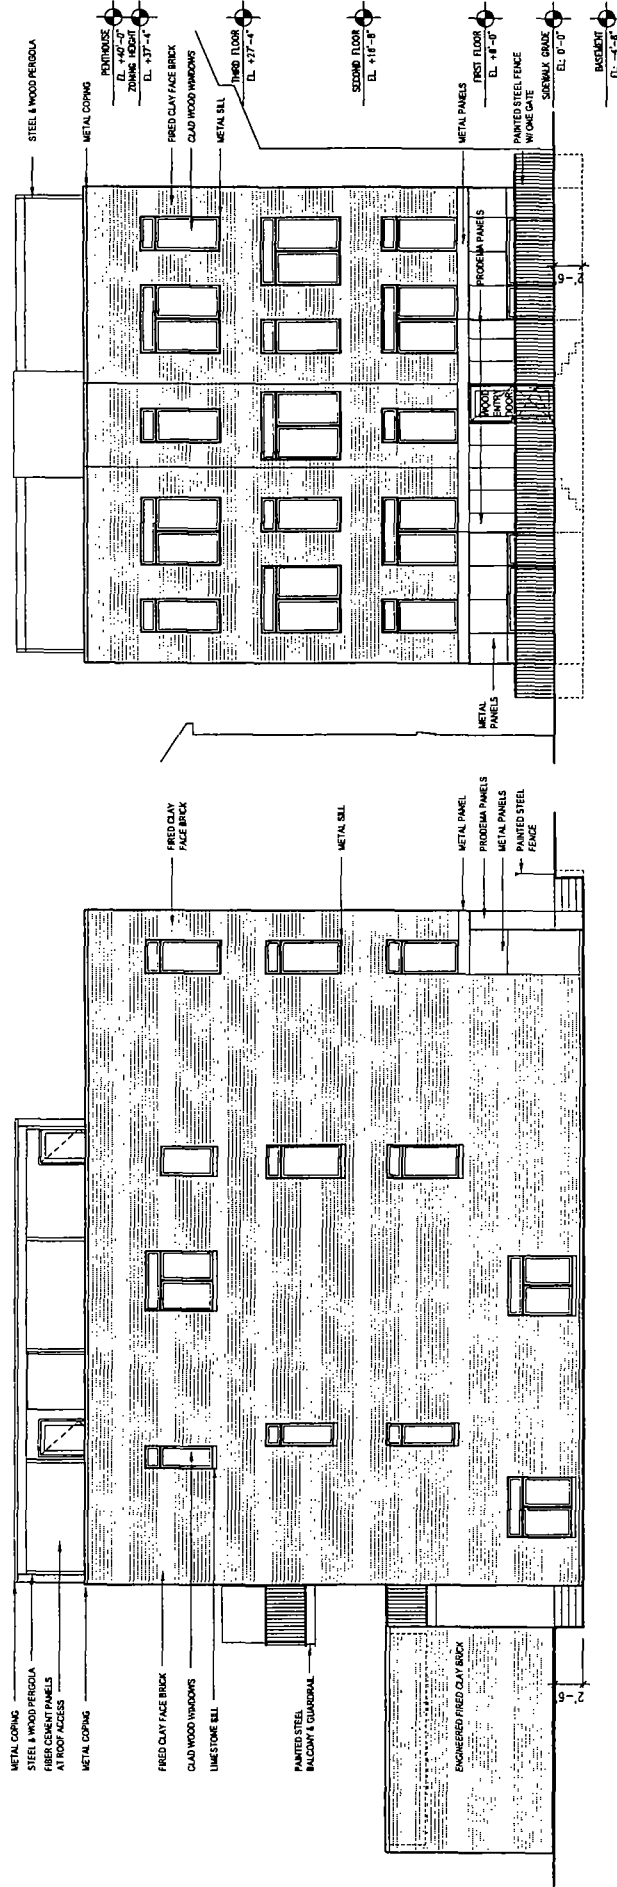 STEEL & WOOD PERGOLA
METAL COPING
PENTHOUSE
EL. +40'-0"
ZONING HEIGHT
EL. +37'-4"
FIRED CLAY FACE BRICK
CLAD WOOD WINDOWS
METAL SILL
THIRD FLOOR
EL. +27'-4"
SECOND FLOOR
EL. +18'-8"
METAL PANELS
FIRST FLOOR
EL. +8'-0"
PRODEMA PANELS
PAINTED STEEL FENCE
W/ ONE GATE
SIDEWALK GRADE
EL: 0'-0"
BASEMENT
WOOD
ENTRY
DOOR
METAL
PANELS
FIRED CLAY
FACE BRICK
METAL SILL
METAL PANEL
PRODEMA PANELS
METAL PANELS
PAINTED STEEL
FENCE
METAL COPING
STEEL & WOOD PERGOLA
FIBER CEMENT PANELS
AT ROOF ACCESS
METAL COPING
FIRED CLAY FACE BRICK
CLAD WOOD WINDOWS
LIMESTONE SILL
PAINTED STEEL
BALCONY & GUARDRAIL
ENGINEERED FIRED CLAY BRICK
2'-6"